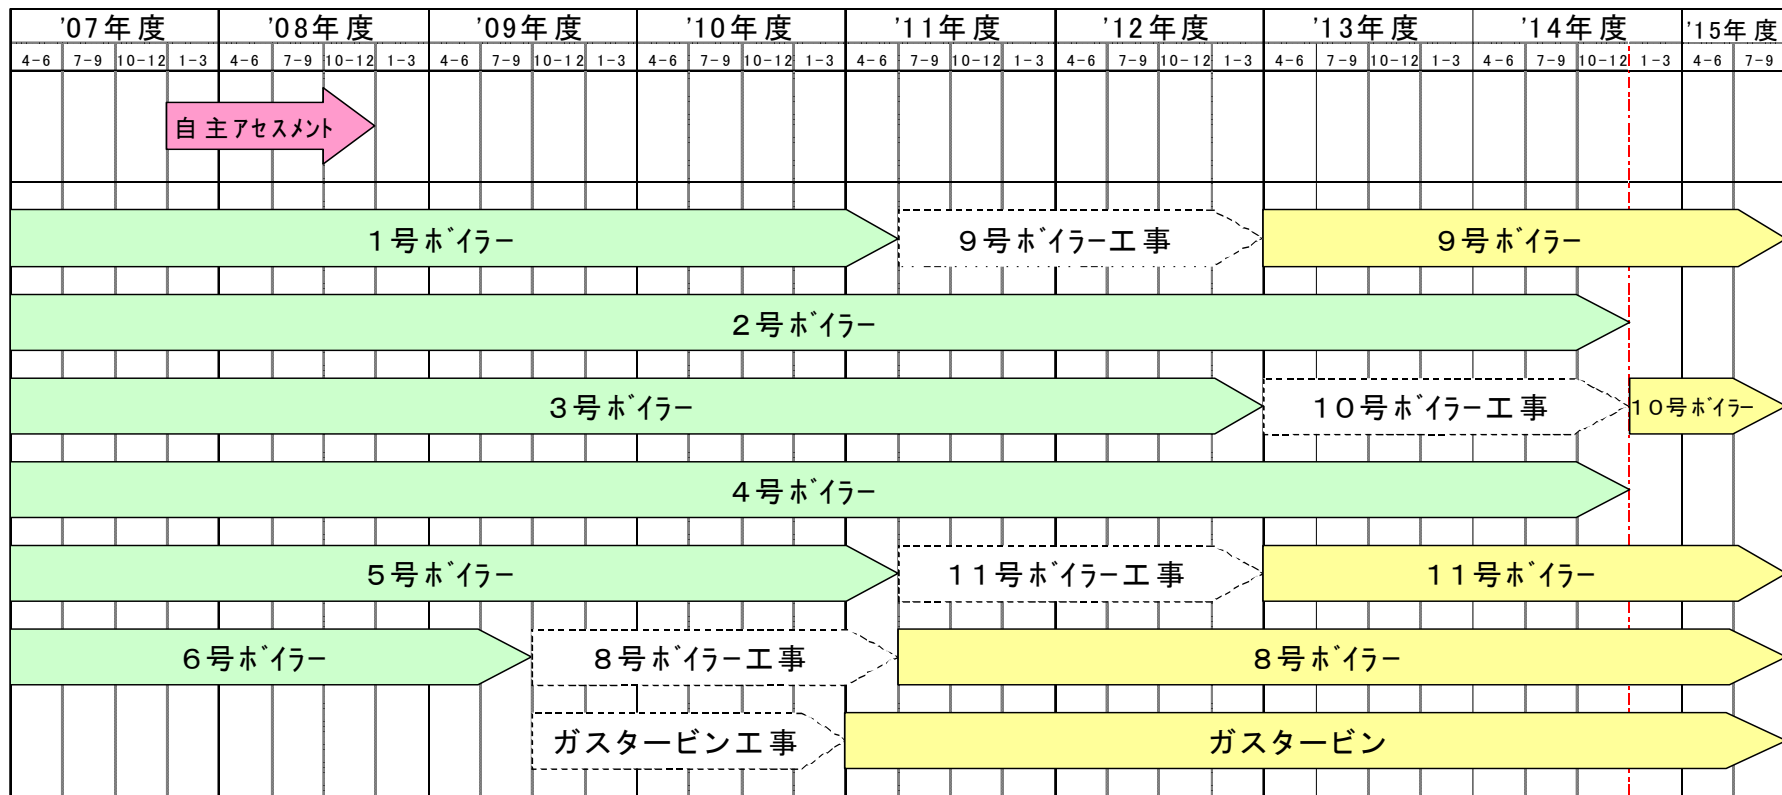 '07年度 '08年度 '09年度 '10年度 '11年度 '12年度 '13年度 '14年度 '15年度
4-6 7-9 10-12 1-3 4-6 7-9 10-12 1-3 4-6 7-9 10-12 1-3 4-6 7-9 10-12 1-3 4-6 7-9 10-12 1-3 4-6 7-9 10-12 1-3 4-6 7-9 10-12 1-3 4-6 7-9 10-12 1-3 4-6 7-9
自主アセスメント
1号ボイラー 9号ボイラー工事 9号ボイラー
2号ボイラー
3号ボイラー 10号ボイラー工事 10号ボイラー
4号ボイラー
5号ボイラー 11号ボイラー工事 11号ボイラー
6号ボイラー 8号ボイラー工事 8号ボイラー
ガスタービン工事 ガスタービン